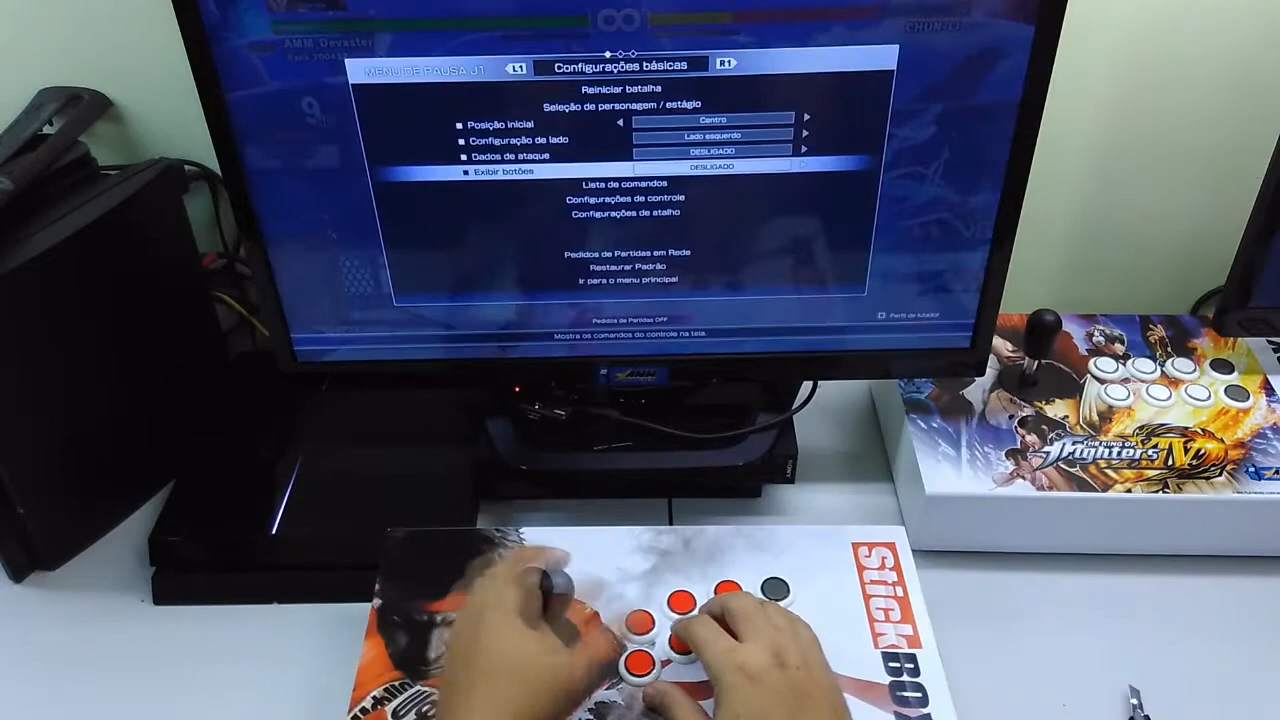 AMM_Devaster
CHUN-LI
MENU DE PAUSA J1
L1
Configurações básicas
R1
Reiniciar batalha
Seleção de personagem / estágio
Posição inicial
Centro
Configuração de lado
Lado esquerdo
Dados de ataque
DESLIGADO
Exibir botões
DESLIGADO
Lista de comandos
Configurações de controle
Configurações de atalho
Pedidos de Partidas em Rede
Restaurar Padrão
Ir para o menu principal
Pedidos de Partidas OFF
Perfil de lutador
Mostra os comandos do controle na tela.
SONY
THE KING OF
Fighters XIV
Stick
BOX